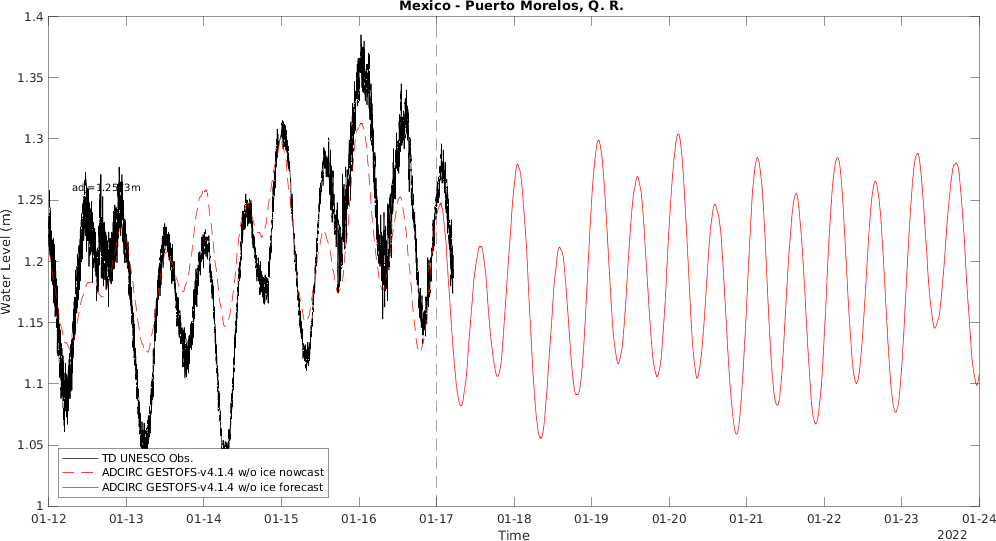 Mexico - Puerto Morelos, Q. R.
1.4
1.35
1.3
1.25
1.2
1.15
1.1
1.05
1
Water Level (m)
TD UNESCO Obs.
ADCIRC GESTOFS-v4.1.4 w/o ice nowcast
ADCIRC GESTOFS-v4.1.4 w/o ice forecast
01-12 01-13 01-14 01-15 01-16 01-17 01-18 01-19 01-20 01-21 01-22 01-23 01-24
Time
2022